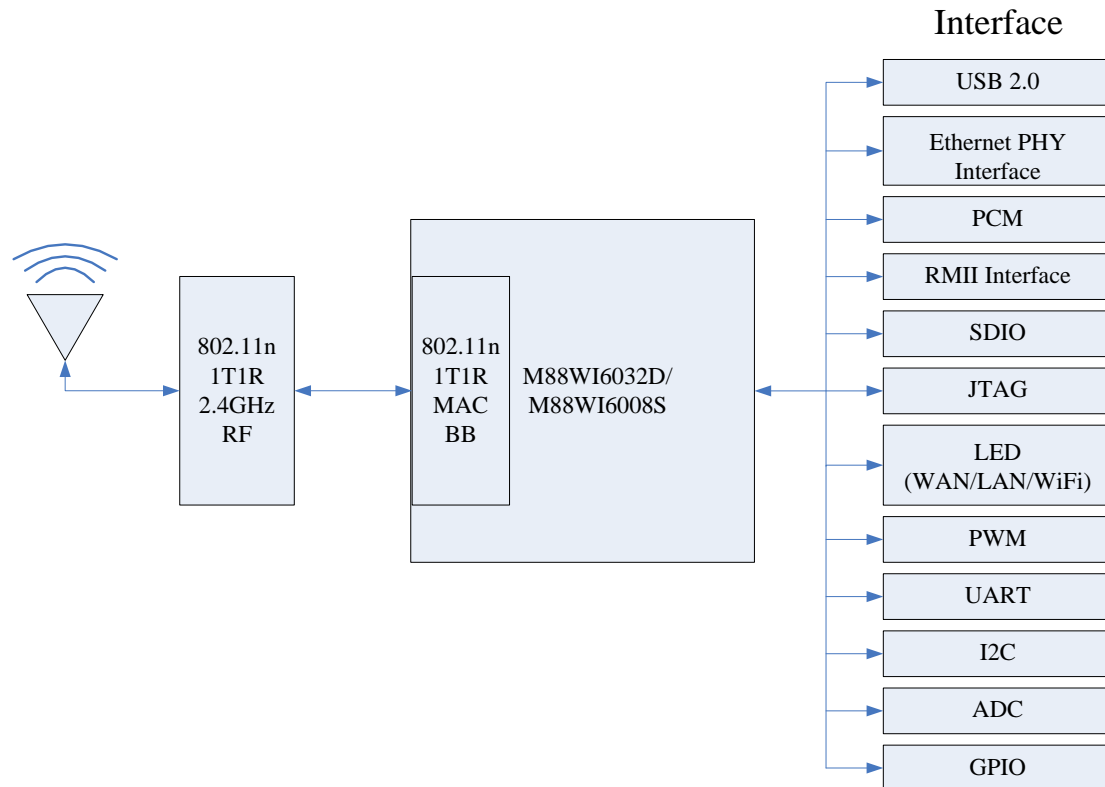 Interface
USB 2.0
Ethernet PHY
Interface
PCM
RMII Interface
SDIO
JTAG
LED
(WAN/LAN/WiFi)
PWM
UART
I2C
ADC
GPIO
802.11n
1T1R
2.4GHz
RF
802.11n
1T1R
MAC
BB
M88WI6032D/
M88WI6008S